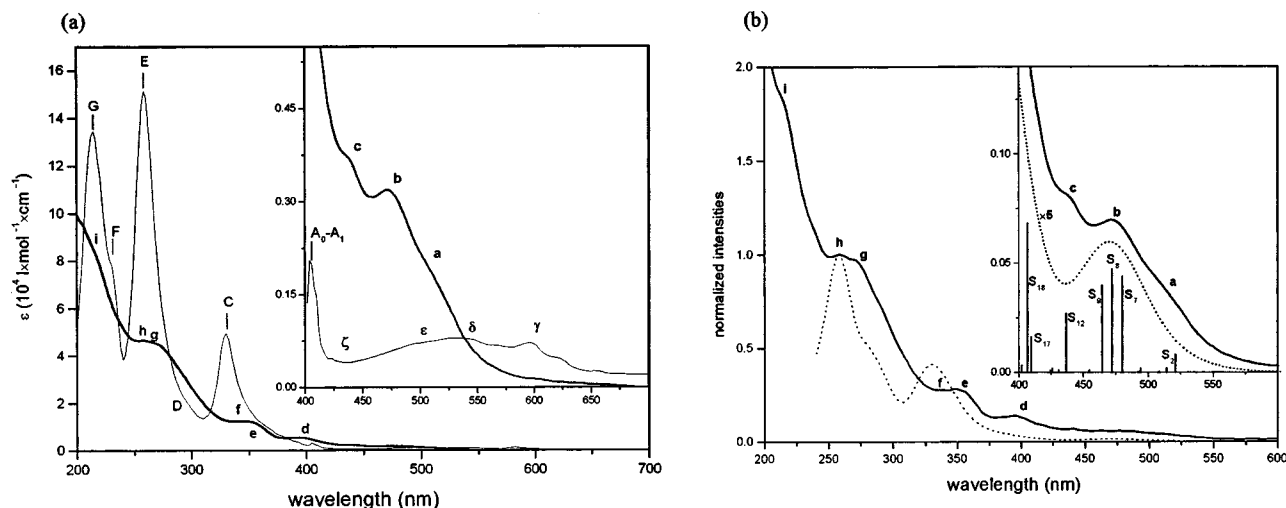 (a)
16
14
12
10
8
6
4
2
0
ε (10⁴ l×mol⁻¹×cm⁻¹)
200
300
400
500
600
700
wavelength (nm)
G
F
E
D
C
i
h
g
f
e
d
0.45
0.30
0.15
0.00
400
450
500
550
600
650
c
b
a
A₀-A₁
ζ
ε
δ
γ
(b)
2.0
1.5
1.0
0.5
0.0
normalized intensities
200
250
300
350
400
450
500
550
600
wavelength (nm)
i
h
g
f
e
d
0.10
0.05
0.00
400
450
500
550
c
×5
b
a
S₁₈
S₁₇
S₁₂
S₉
S₈
S₇
S₂